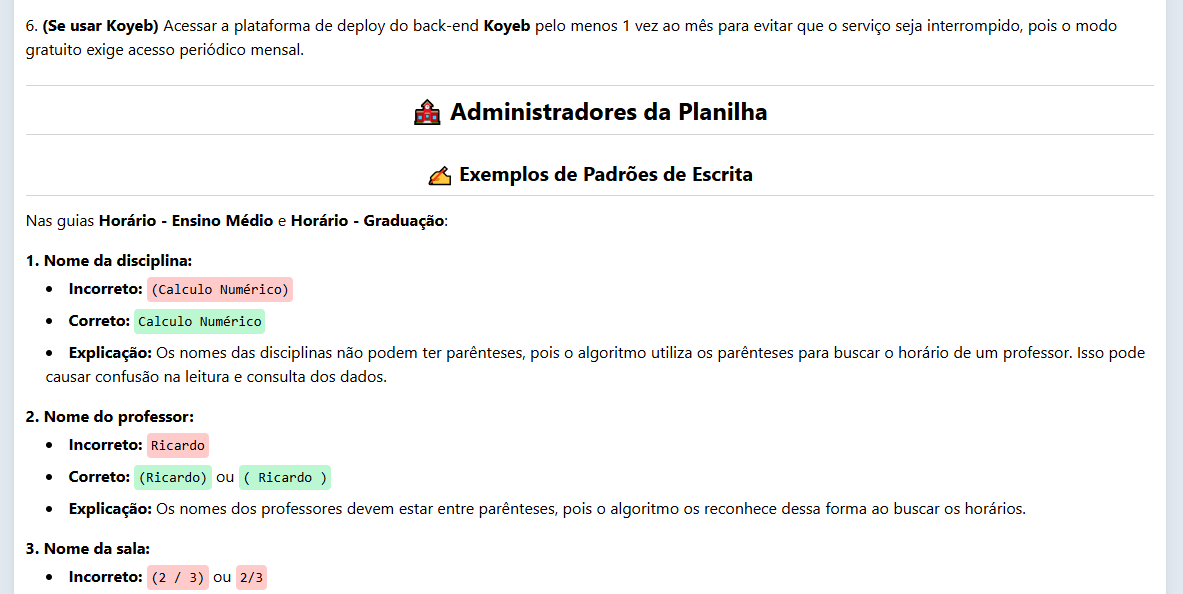 6. (Se usar Koyeb) Acessar a plataforma de deploy do back-end Koyeb pelo menos 1 vez ao mês para evitar que o serviço seja interrompido, pois o modo
gratuito exige acesso periódico mensal.
Administradores da Planilha
Exemplos de Padrões de Escrita
Nas guias Horário - Ensino Médio e Horário - Graduação:
1. Nome da disciplina:
• Incorreto: (Calculo Numérico)
• Correto: Calculo Numérico
• Explicação: Os nomes das disciplinas não podem ter parênteses, pois o algoritmo utiliza os parênteses para buscar o horário de um professor. Isso pode
causar confusão na leitura e consulta dos dados.
2. Nome do professor:
• Incorreto: Ricardo
• Correto: (Ricardo) ou ( Ricardo )
• Explicação: Os nomes dos professores devem estar entre parênteses, pois o algoritmo os reconhece dessa forma ao buscar os horários.
3. Nome da sala:
• Incorreto: (2 / 3) ou 2/3